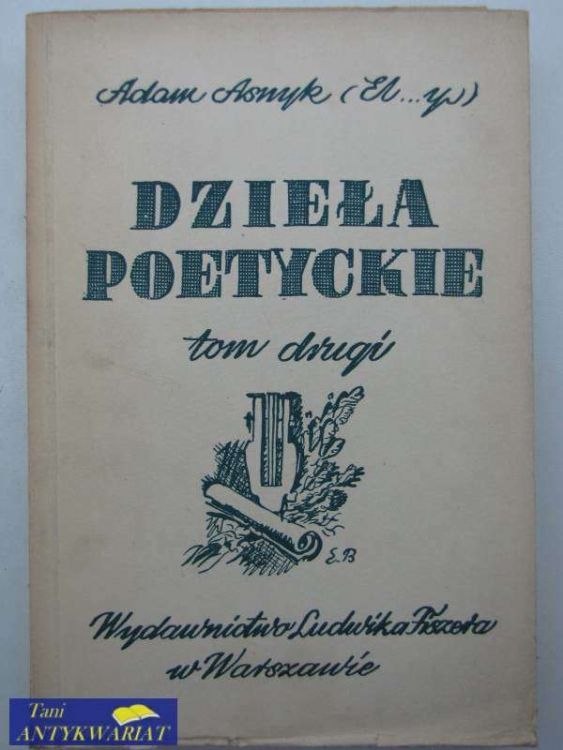 Adam Asnyk (El...y)
DZIEŁA
POETYCKIE
tom drugi
E.B
Wydawnictwo Ludwika Fiszera
w Warszawie
Tani
ANTYKWARIAT